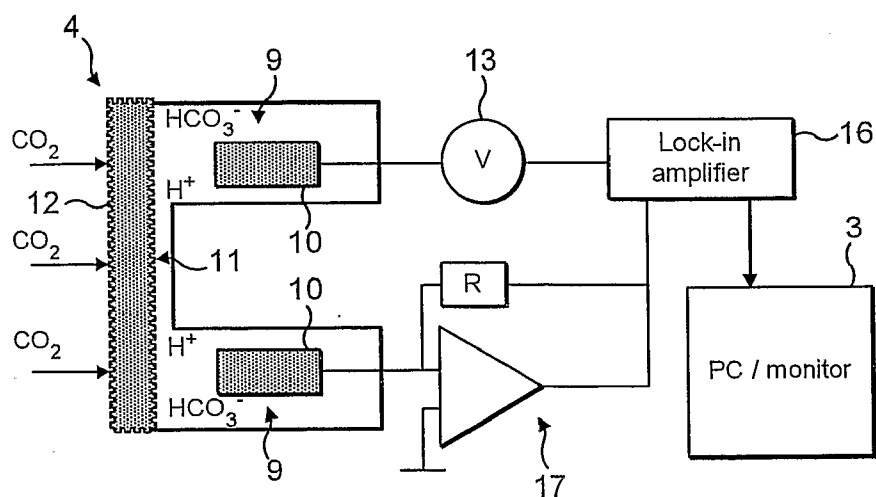 4
9
13
HCO3-
CO2
V
Lock-in
amplifier
16
12
H+
10
CO2
11
3
10
R
CO2
H+
PC / monitor
HCO3-
9
17